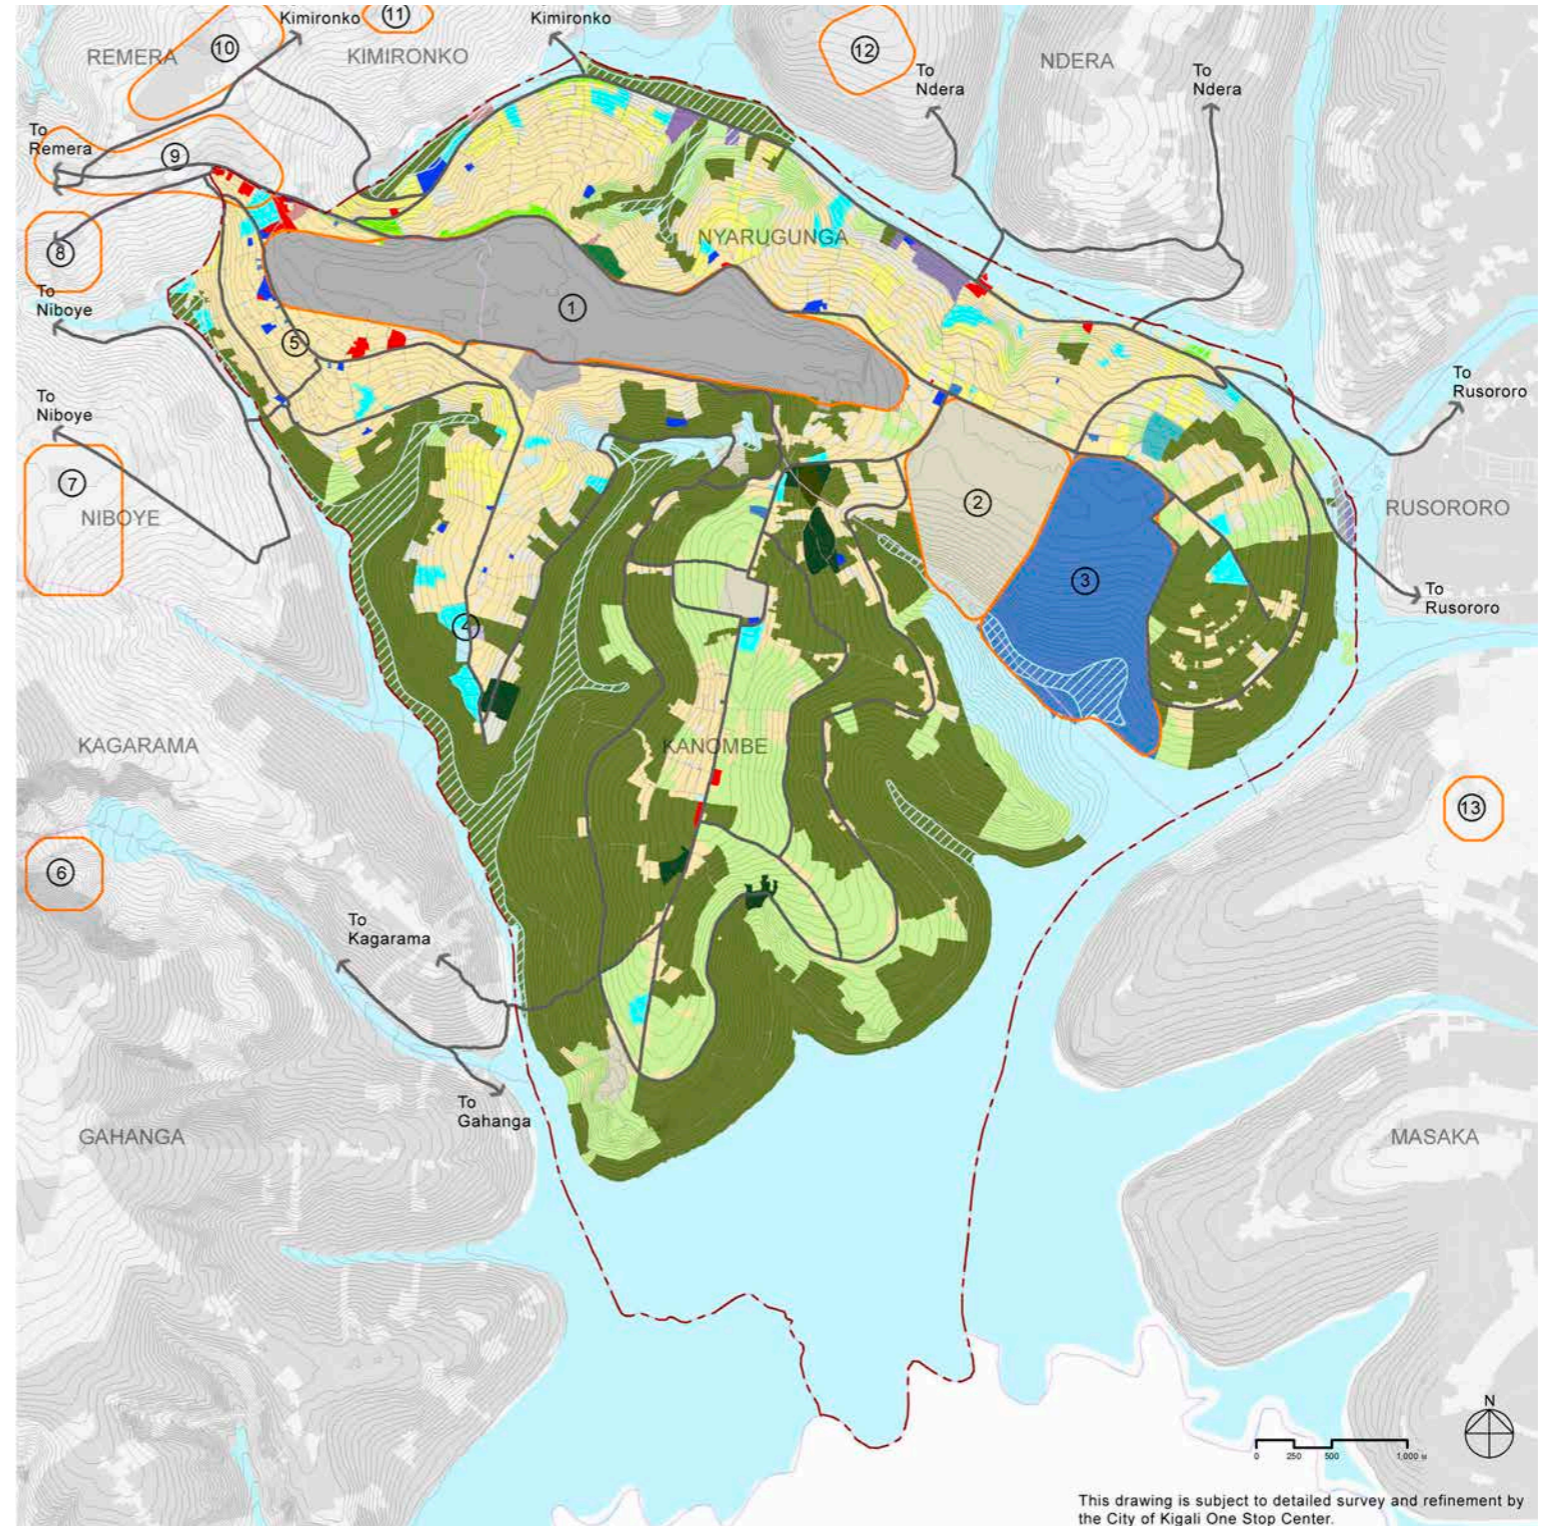 Kimironko
Kimironko
11
10
REMERA
KIMIRONKO
12
NDERA
To
Ndera
To
Ndera
To
Remera
9
NYARUGUNGA
8
To
Niboye
1
5
To
Rusororo
To
Niboye
7
NIBOYE
2
RUSORORO
3
To
Rusororo
4
KAGARAMA
KANOMBE
13
6
To
Kagarama
To
Gahanga
GAHANGA
MASAKA
N
0 250 500 1,000 M
This drawing is subject to detailed survey and refinement by
the City of Kigali One Stop Center.